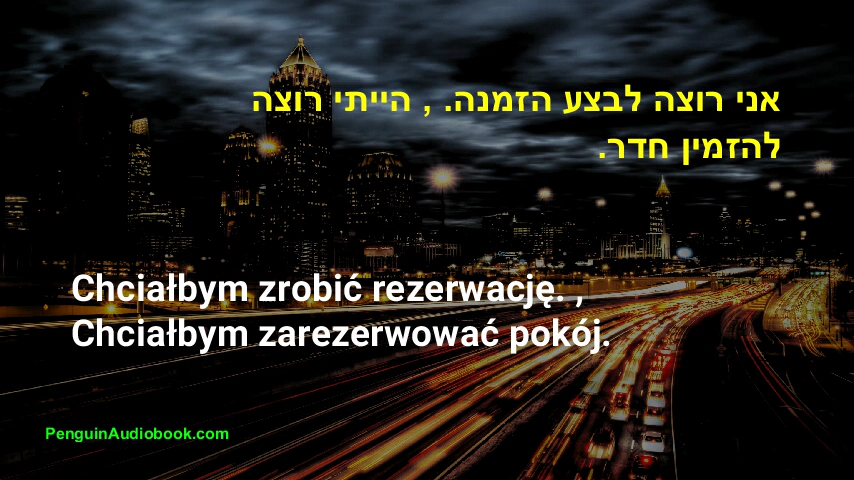 אני רוצה לבצע הזמנה. , הייתי רוצה
להזמין חדר.
Chciałbym zrobić rezerwację. ,
Chciałbym zarezerwować pokój.
PenguinAudiobook.com